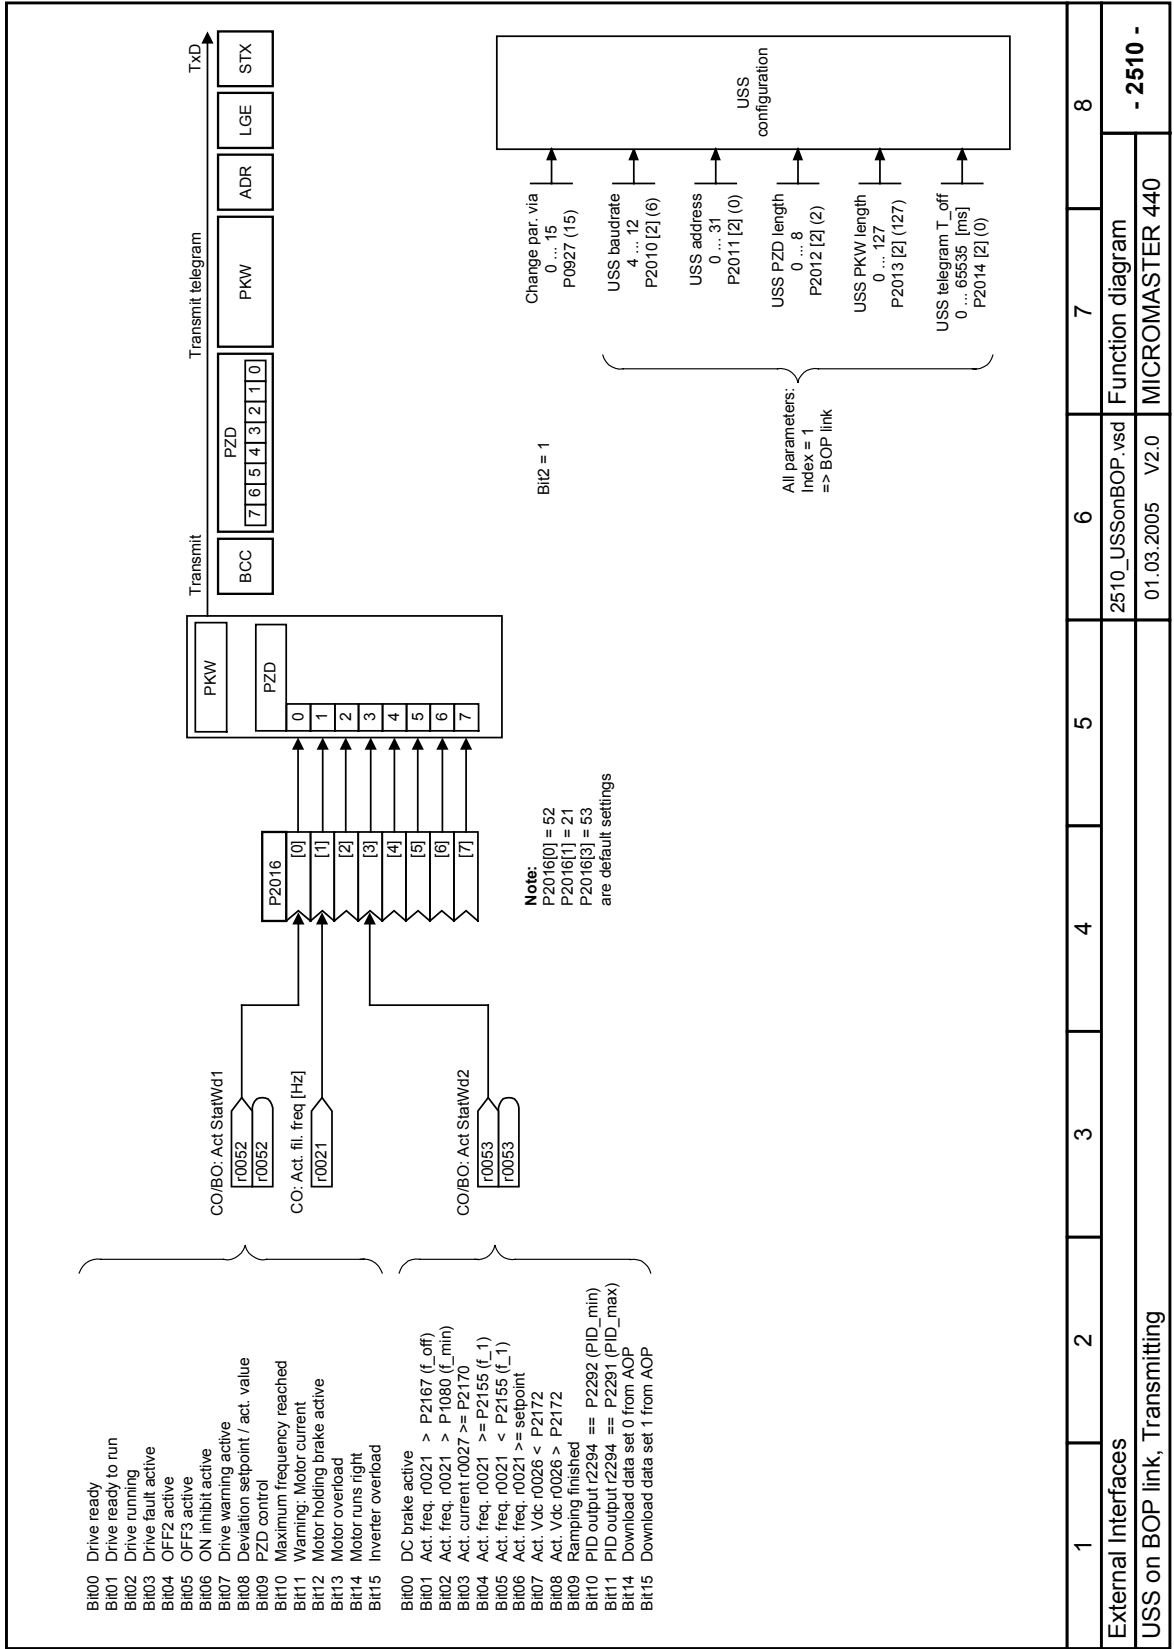 Bit00 Drive ready
Bit01 Drive ready to run
Bit02 Drive running
Bit03 Drive fault active
Bit04 OFF2 active
Bit05 OFF3 active
Bit06 ON inhibit active
Bit07 Drive warning active
Bit08 Deviation setpoint / act. value
Bit09 PZD control
Bit10 Maximum frequency reached
Bit11 Warning: Motor current
Bit12 Motor holding brake active
Bit13 Motor overload
Bit14 Motor runs right
Bit15 Inverter overload
Bit00 DC brake active
Bit01 Act. freq. r0021 > P2167 (f_off)
Bit02 Act. freq. r0021 > P1080 (f_min)
Bit03 Act. current r0027 >= P2170
Bit04 Act. freq. r0021 >= P2155 (f_1)
Bit05 Act. freq. r0021 < P2155 (f_1)
Bit06 Act. freq. r0021 >= setpoint
Bit07 Act. Vdc r0026 < P2172
Bit08 Act. Vdc r0026 > P2172
Bit09 Ramping finished
Bit10 PID output r2294 == P2292 (PID_min)
Bit11 PID output r2294 == P2291 (PID_max)
Bit14 Download data set 0 from AOP
Bit15 Download data set 1 from AOP
CO/BO: Act StatWd1
r0052
r0052
CO: Act. fil. freq [Hz]
r0021
CO/BO: Act StatWd2
r0053
r0053
P2016
[0]
[1]
[2]
[3]
[4]
[5]
[6]
[7]
Note:
P2016[0] = 52
P2016[1] = 21
P2016[3] = 53
are default settings
PKW
PZD
0
1
2
3
4
5
6
7
Transmit
Transmit telegram
TxD
BCC
PZD
7 6 5 4 3 2 1 0
PKW
ADR
LGE
STX
Bit2 = 1
All parameters:
Index = 1
=> BOP link
Change par. via
0 ... 15
P0927 (15)
USS baudrate
4 ... 12
P2010 [2] (6)
USS address
0 ... 31
P2011 [2] (0)
USS PZD length
0 ... 8
P2012 [2] (2)
USS PKW length
0 ... 127
P2013 [2] (127)
USS telegram T_off
0 ... 65535 [ms]
P2014 [2] (0)
USS
configuration
1 2 3 4 5 6 7 8
External Interfaces
USS on BOP link, Transmitting
2510_USSonBOP.vsd
01.03.2005 V2.0
Function diagram
MICROMASTER 440
- 2510 -